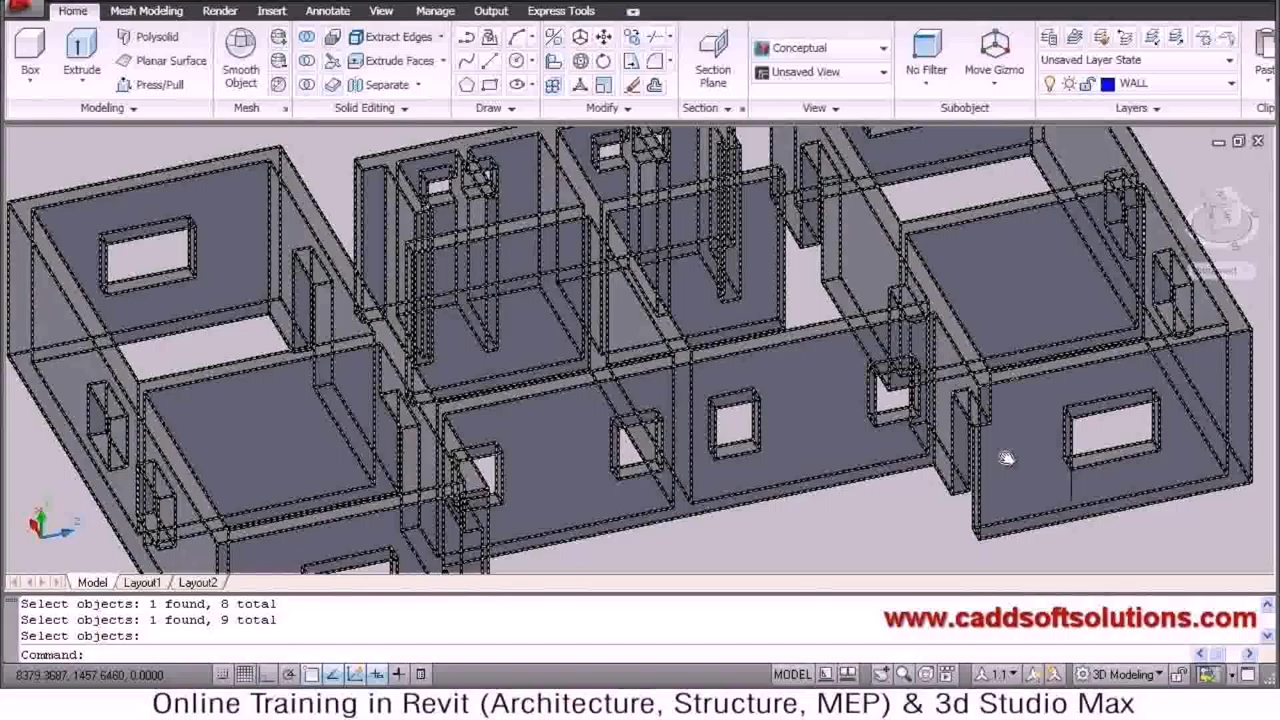 Home Mesh Modeling Render Insert Annotate View Manage Output Express Tools
Box
Extrude
Polysolid
Planar Surface
Press/Pull
Modeling
Smooth
Object
Mesh
Extract Edges
Extrude Faces
Separate
Solid Editing
Draw
Modify
Section
Plane
Section
Conceptual
Unsaved View
View
No Filter
Move Gizmo
Subobject
Unsaved Layer State
WALL
Layers
Past
Clip
Model Layout1 Layout2
Select objects: 1 found, 8 total
Select objects: 1 found, 9 total
Select objects:
Command:
www.caddsoftsolutions.com
8379.3687, 1457.6460, 0.0000 MODEL 1:1 3D Modeling
Online Training in Revit (Architecture, Structure, MEP) & 3d Studio Max